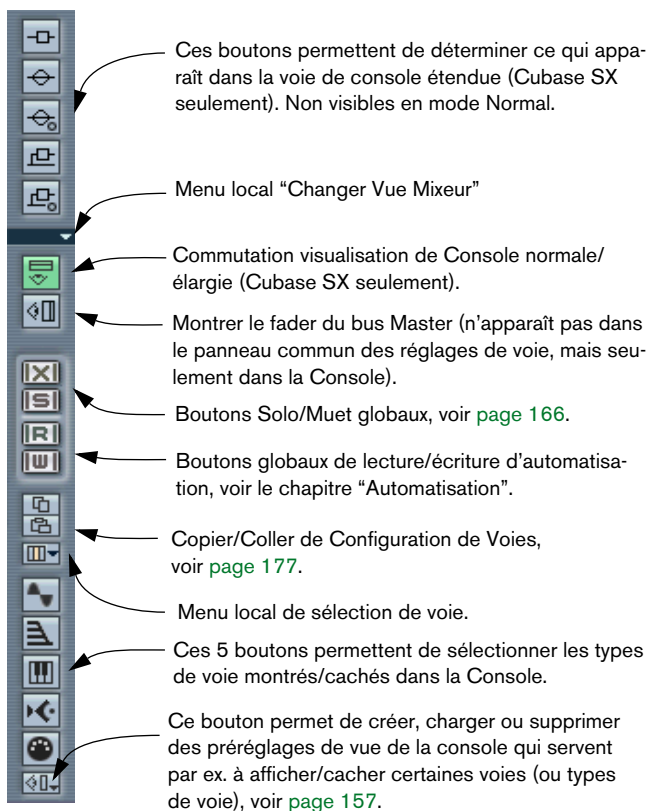 Ces boutons permettent de déterminer ce qui appa-
raît dans la voie de console étendue (Cubase SX
seulement). Non visibles en mode Normal.
Menu local “Changer Vue Mixeur”
Commutation visualisation de Console normale/
élargie (Cubase SX seulement).
Montrer le fader du bus Master (n’apparaît pas dans
le panneau commun des réglages de voie, mais seu-
lement dans la Console).
X
S
Boutons Solo/Muet globaux, voir page 166.
R
W
Boutons globaux de lecture/écriture d’automatisa-
tion, voir le chapitre “Automatisation”.
Copier/Coller de Configuration de Voies,
voir page 177.
Menu local de sélection de voie.
Ces 5 boutons permettent de sélectionner les types
de voie montrés/cachés dans la Console.
Ce bouton permet de créer, charger ou supprimer
des préréglages de vue de la console qui servent
par ex. à afficher/cacher certaines voies (ou types
de voie), voir page 157.